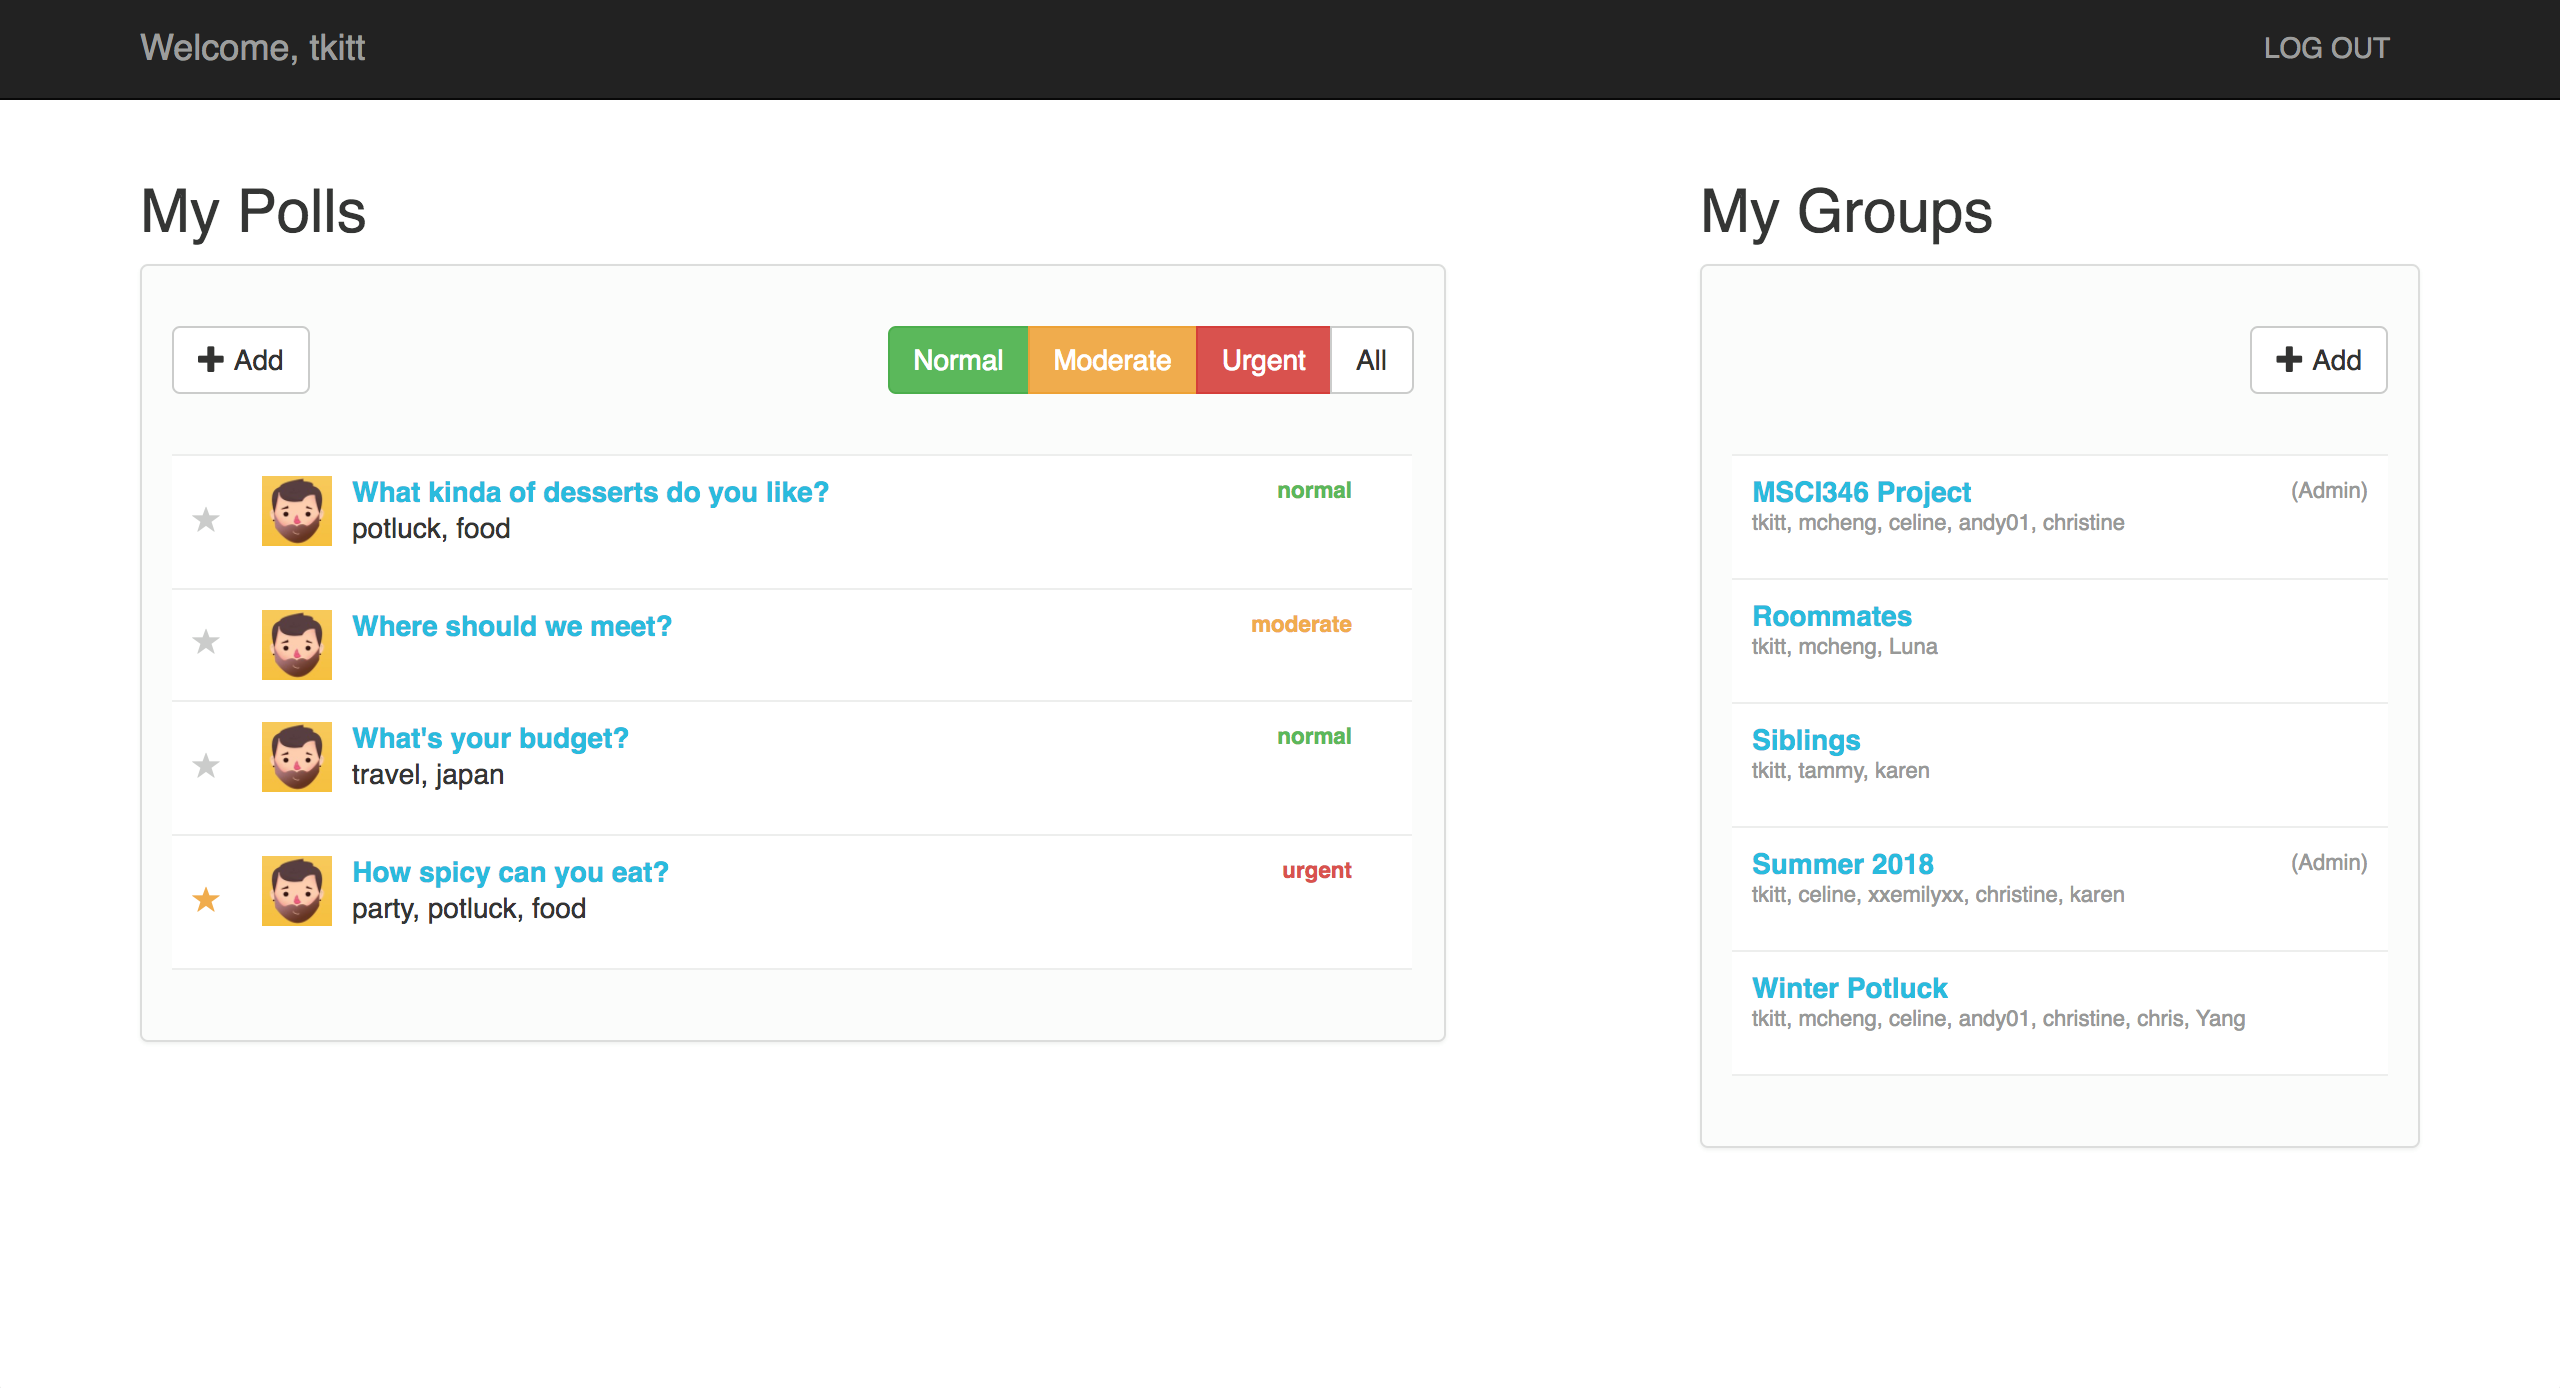 Welcome, tkitt
LOG OUT
My Polls
Add
Normal
Moderate
Urgent
All
What kinda of desserts do you like?
normal
potluck, food
Where should we meet?
moderate
What's your budget?
normal
travel, japan
How spicy can you eat?
urgent
party, potluck, food
My Groups
Add
MSCI346 Project
(Admin)
tkitt, mcheng, celine, andy01, christine
Roommates
tkitt, mcheng, Luna
Siblings
tkitt, tammy, karen
Summer 2018
(Admin)
tkitt, celine, xxemilyxx, christine, karen
Winter Potluck
tkitt, mcheng, celine, andy01, christine, chris, Yang